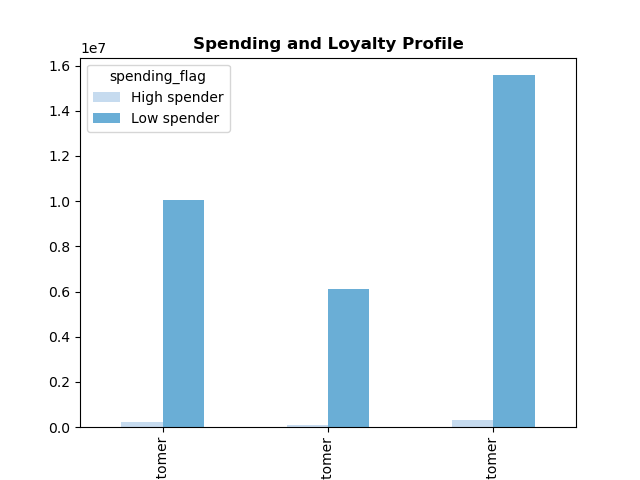 Spending and Loyalty Profile
1e7
spending_flag
High spender
Low spender
1.6
1.4
1.2
1.0
0.8
0.6
0.4
0.2
0.0
tomer
tomer
tomer